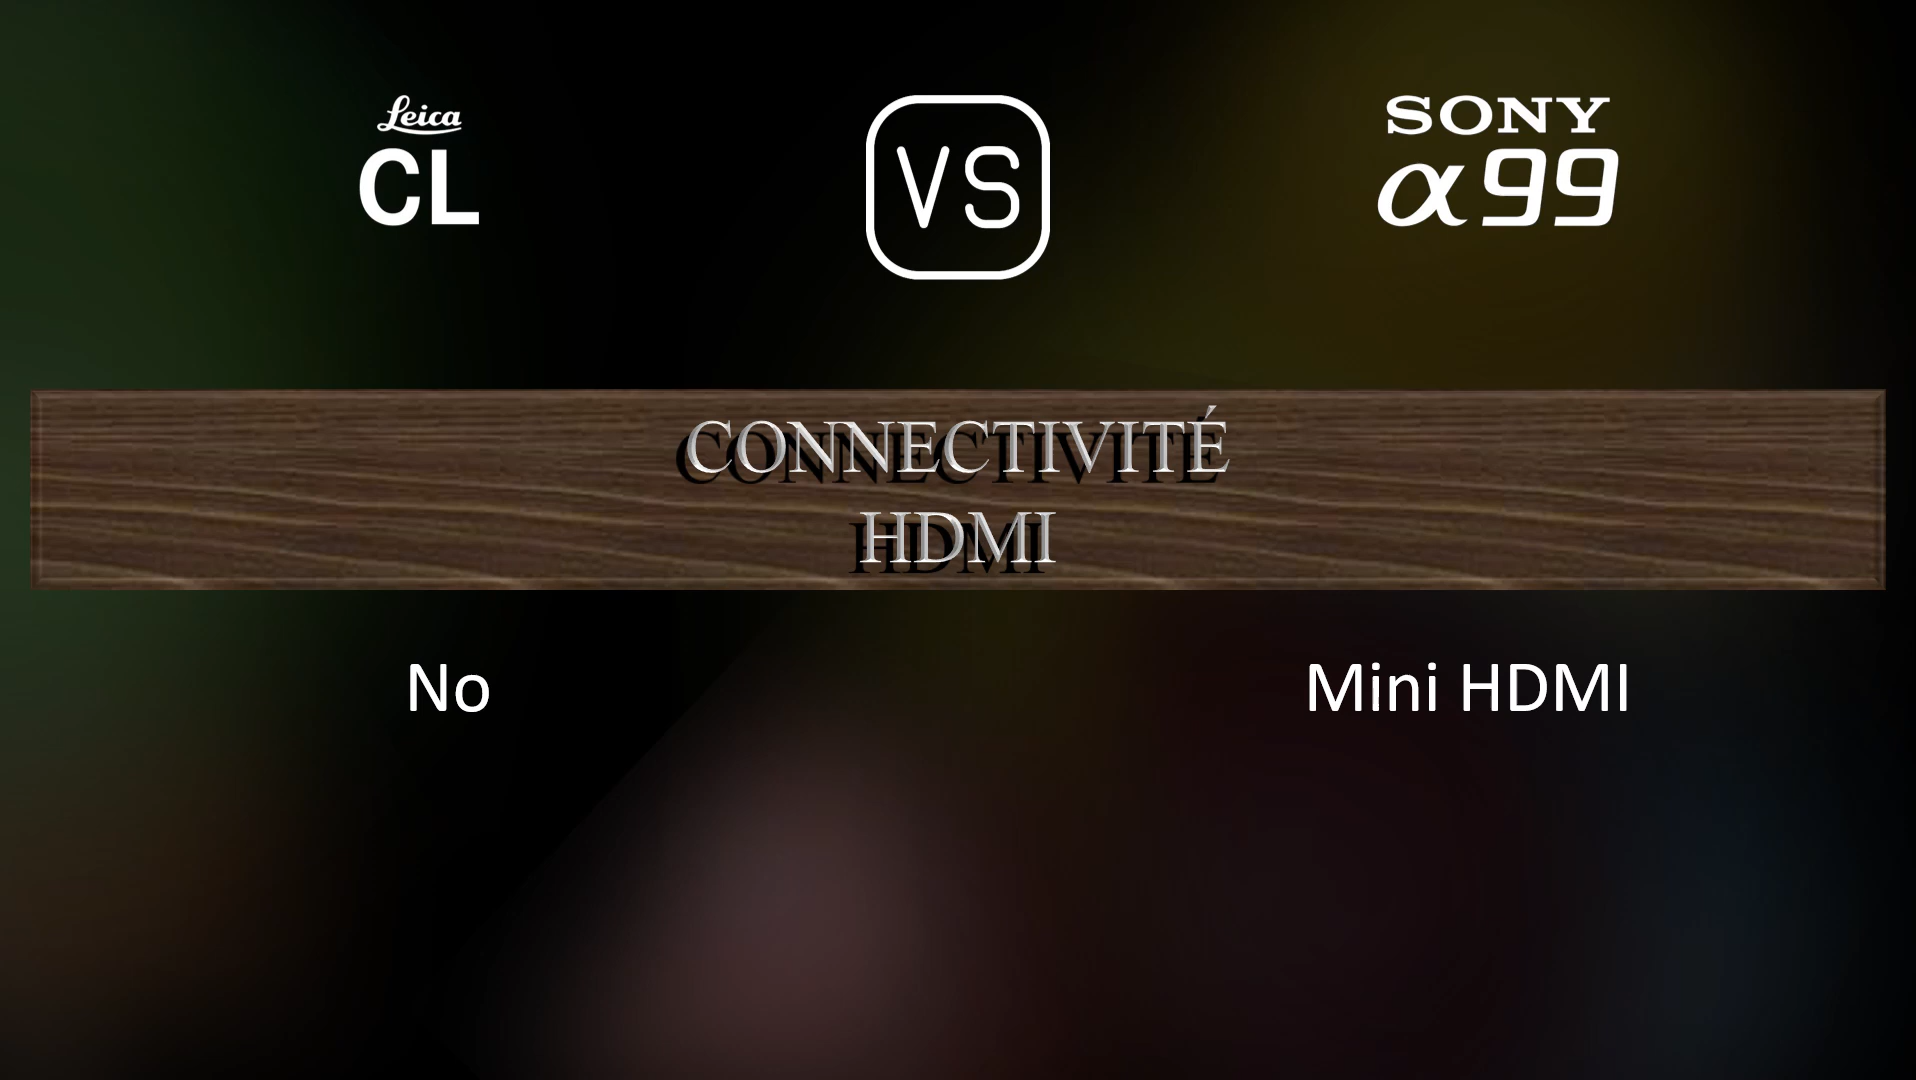 Leica
CL
VS
SONY
α99
CONNECTIVITÉ
HDMI
No
Mini HDMI